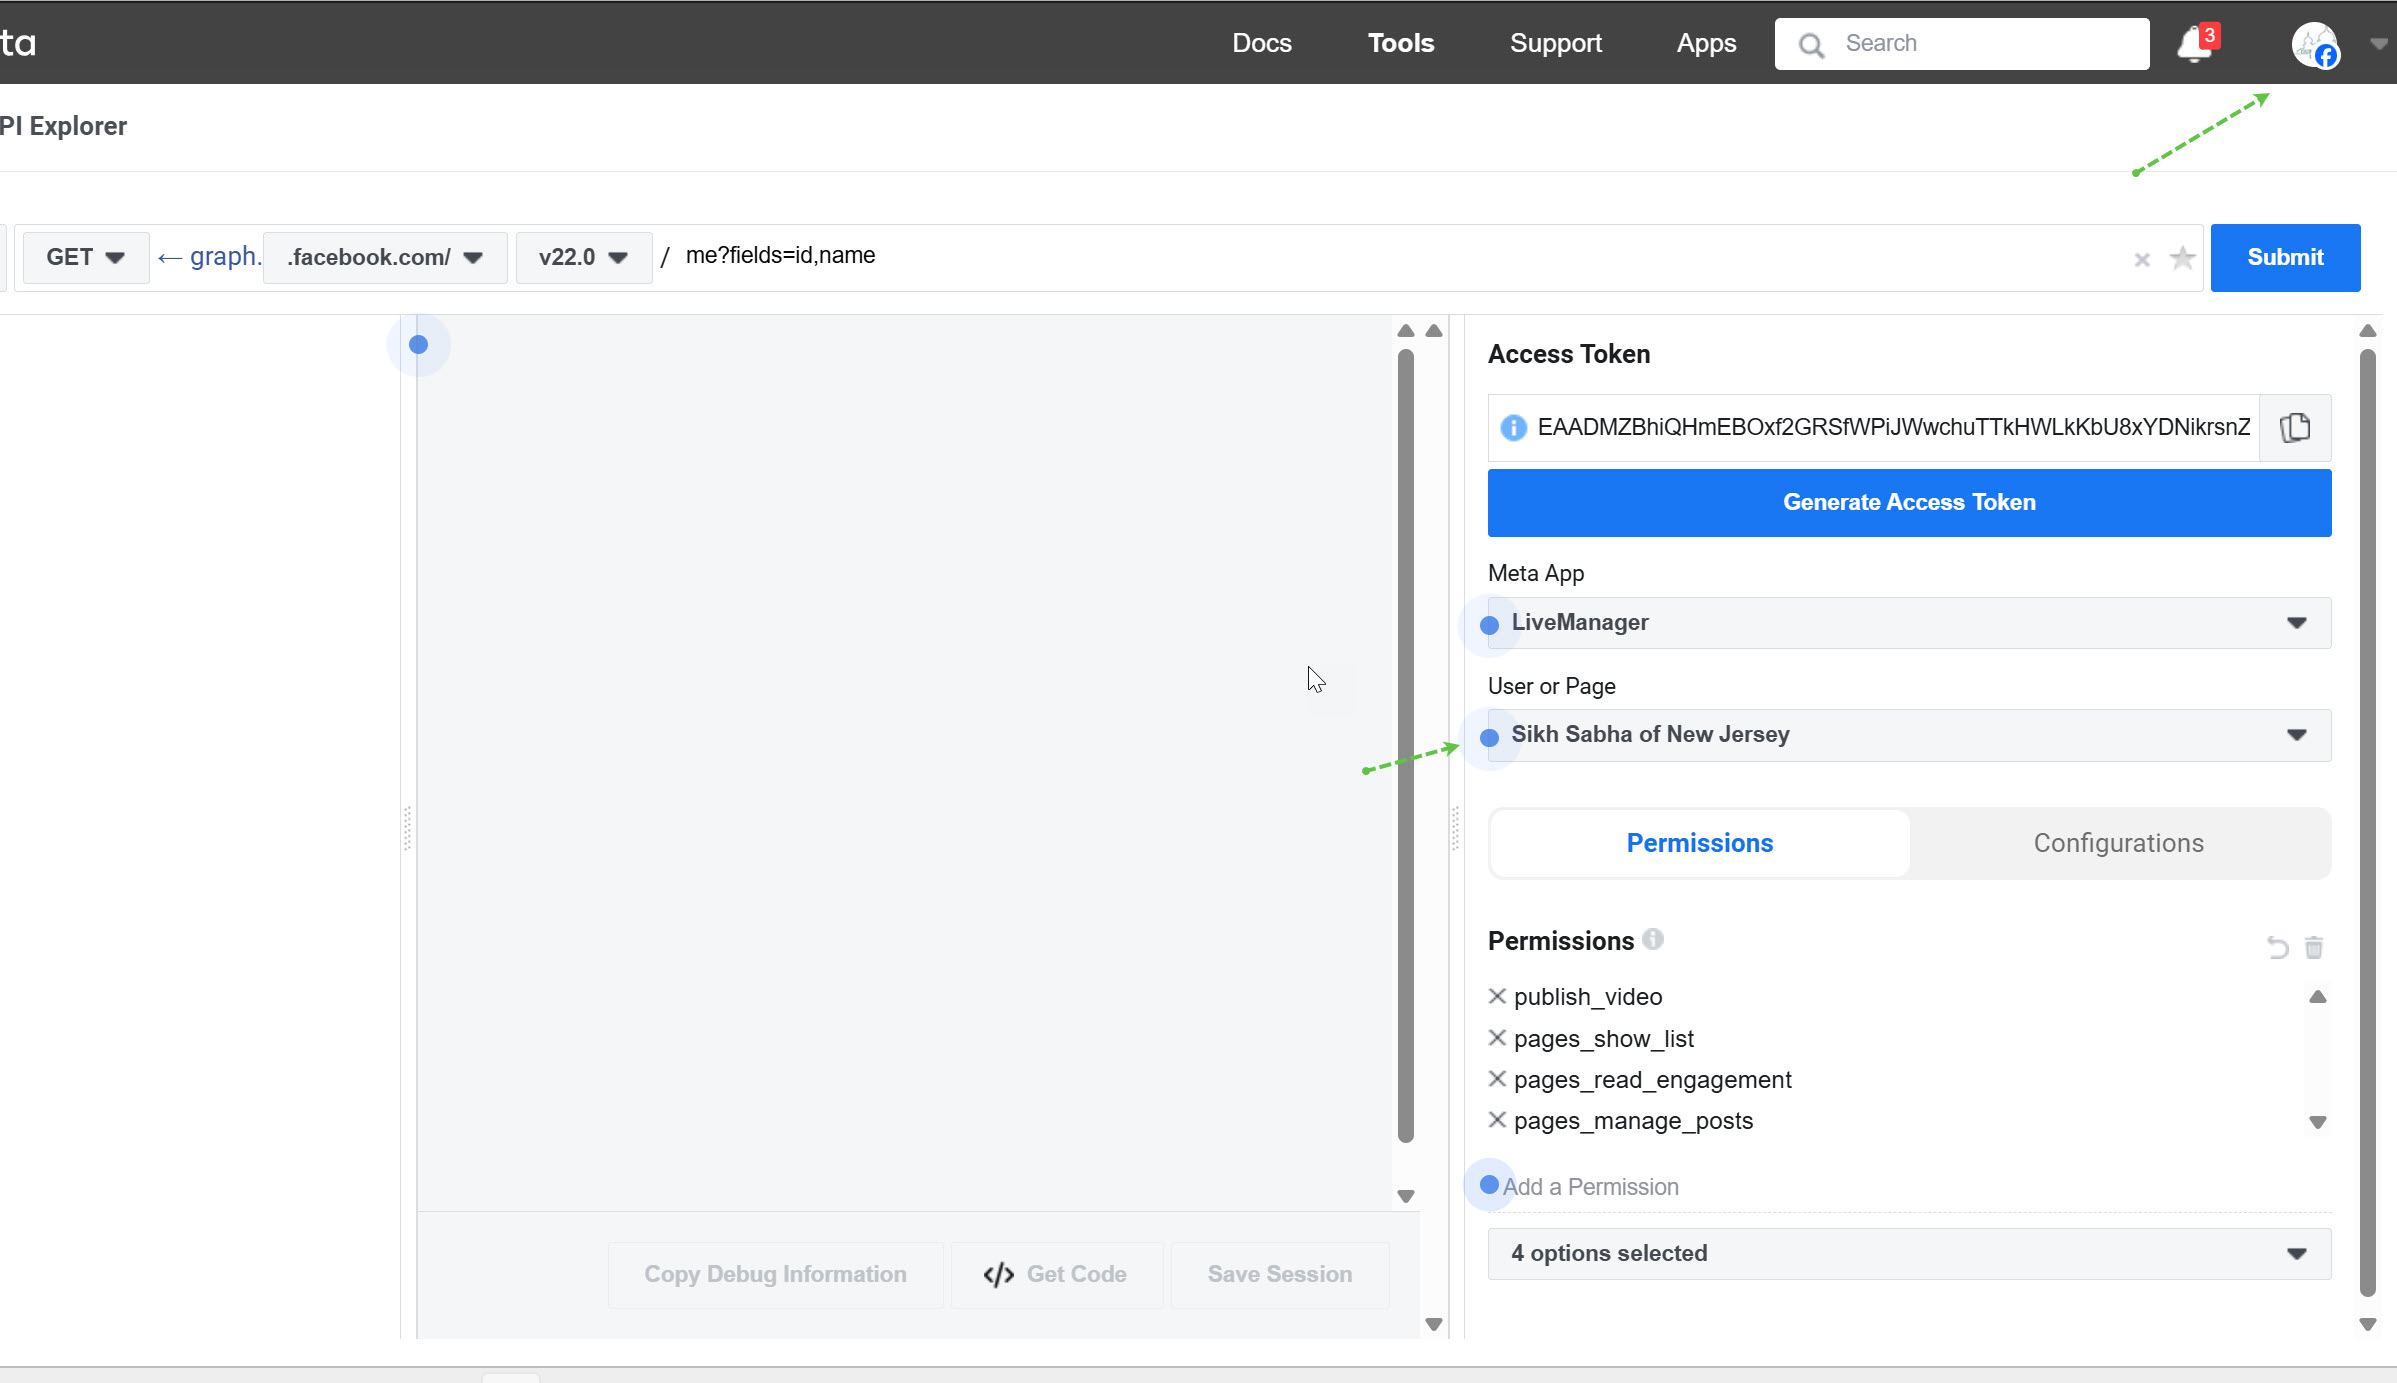 ta
Docs
Tools
Support
Apps
Search
3
PI Explorer
GET
← graph.
.facebook.com/
v22.0
/
me?fields=id,name
Submit
Access Token
EAADMZBhiQHmEBOxf2GRSfWPiJWwchuTTkHWLkKbU8xYDNikrsnZ
Generate Access Token
Meta App
LiveManager
User or Page
Sikh Sabha of New Jersey
Permissions
Configurations
Permissions
publish_video
pages_show_list
pages_read_engagement
pages_manage_posts
Add a Permission
4 options selected
Copy Debug Information
</> Get Code
Save Session